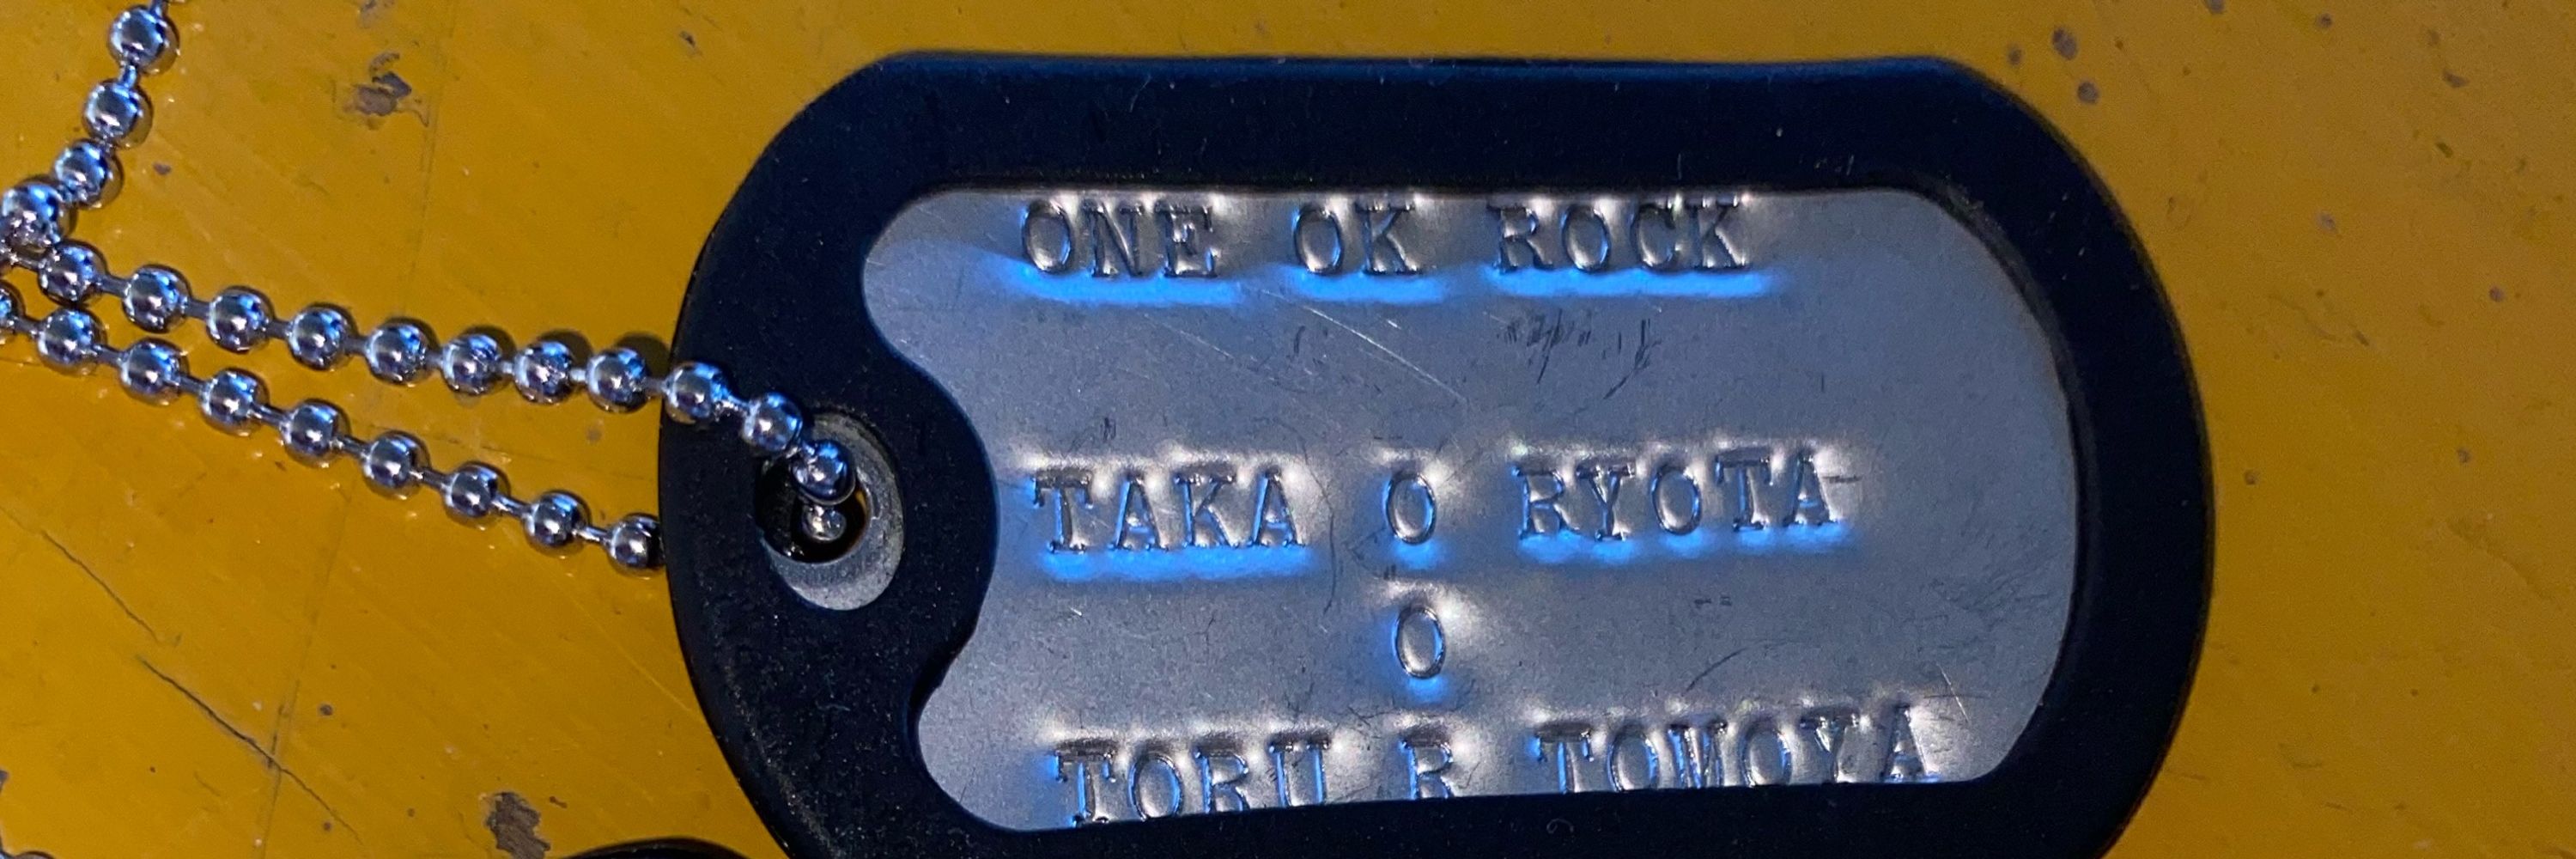 ONE OK ROCK
TAKA O RYOTA
O
TORU R TOMOYA